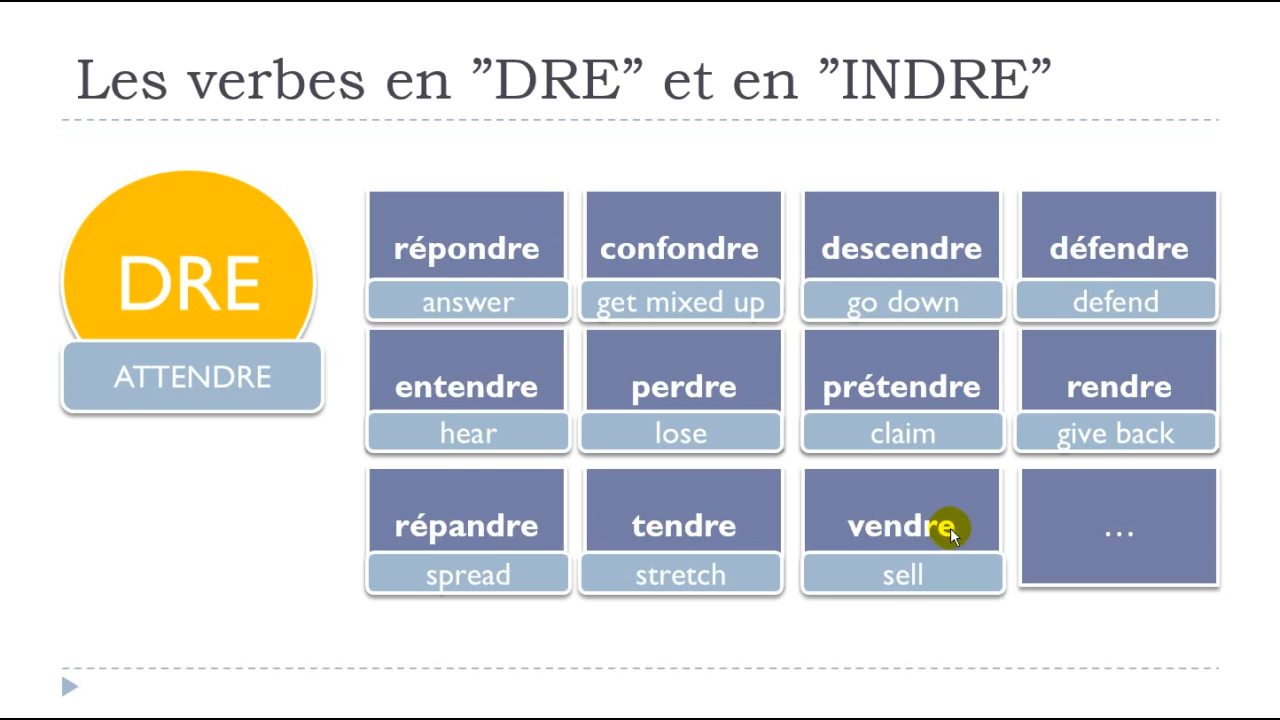 Les verbes en ”DRE” et en ”INDRE”
DRE
ATTENDRE
répondre
answer
confondre
get mixed up
descendre
go down
défendre
defend
entendre
hear
perdre
lose
prétendre
claim
rendre
give back
répandre
spread
tendre
stretch
vendre
sell
...